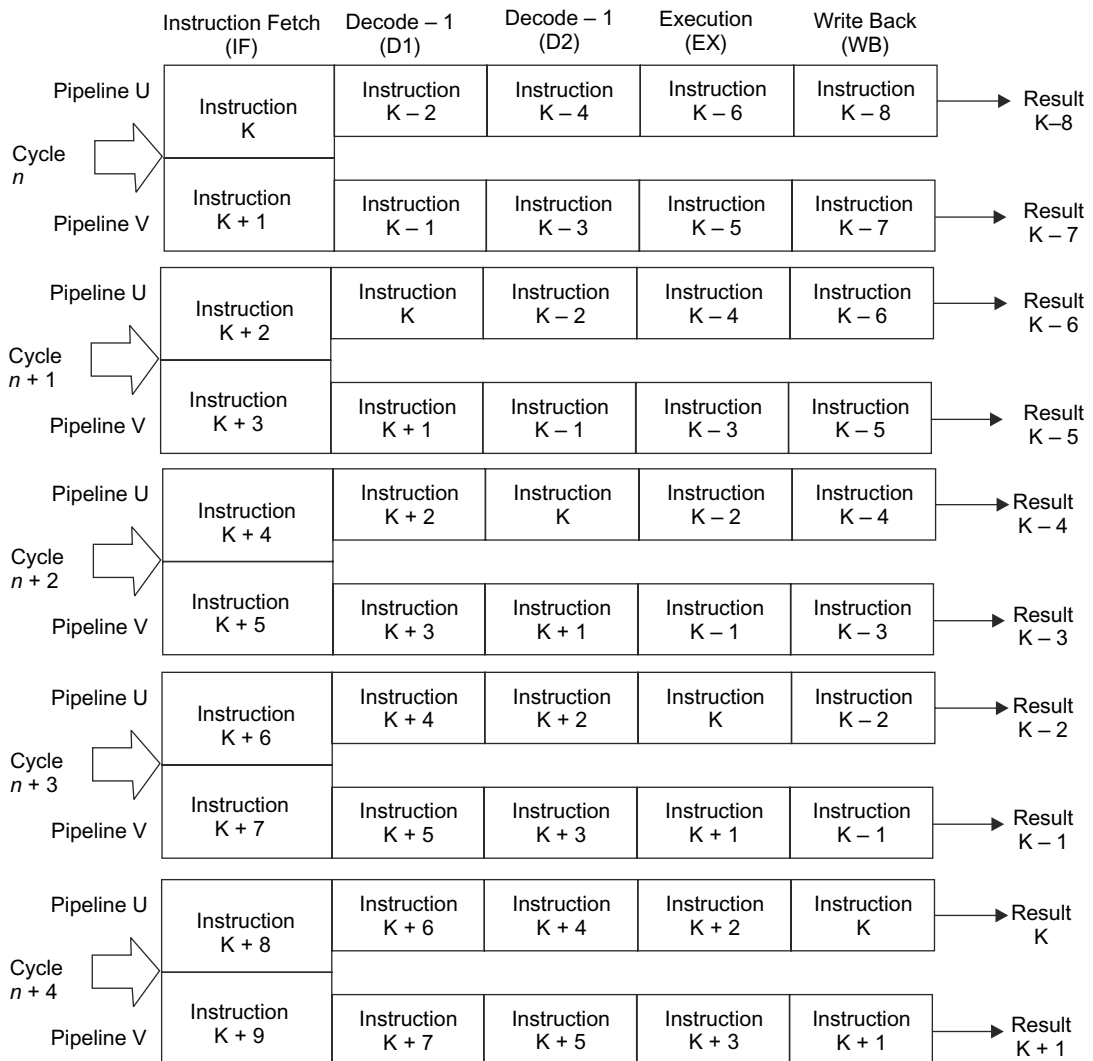 Instruction Fetch (IF)
Decode – 1 (D1)
Decode – 1 (D2)
Execution (EX)
Write Back (WB)
Pipeline U
Instruction K
Instruction K – 2
Instruction K – 4
Instruction K – 6
Instruction K – 8
Result K–8
Cycle n
Pipeline V
Instruction K + 1
Instruction K – 1
Instruction K – 3
Instruction K – 5
Instruction K – 7
Result K – 7
Pipeline U
Instruction K + 2
Instruction K
Instruction K – 2
Instruction K – 4
Instruction K – 6
Result K – 6
Cycle n + 1
Pipeline V
Instruction K + 3
Instruction K + 1
Instruction K – 1
Instruction K – 3
Instruction K – 5
Result K – 5
Pipeline U
Instruction K + 4
Instruction K + 2
Instruction K
Instruction K – 2
Instruction K – 4
Result K – 4
Cycle n + 2
Pipeline V
Instruction K + 5
Instruction K + 3
Instruction K + 1
Instruction K – 1
Instruction K – 3
Result K – 3
Pipeline U
Instruction K + 6
Instruction K + 4
Instruction K + 2
Instruction K
Instruction K – 2
Result K – 2
Cycle n + 3
Pipeline V
Instruction K + 7
Instruction K + 5
Instruction K + 3
Instruction K + 1
Instruction K – 1
Result K – 1
Pipeline U
Instruction K + 8
Instruction K + 6
Instruction K + 4
Instruction K + 2
Instruction K
Result K
Cycle n + 4
Pipeline V
Instruction K + 9
Instruction K + 7
Instruction K + 5
Instruction K + 3
Instruction K + 1
Result K + 1